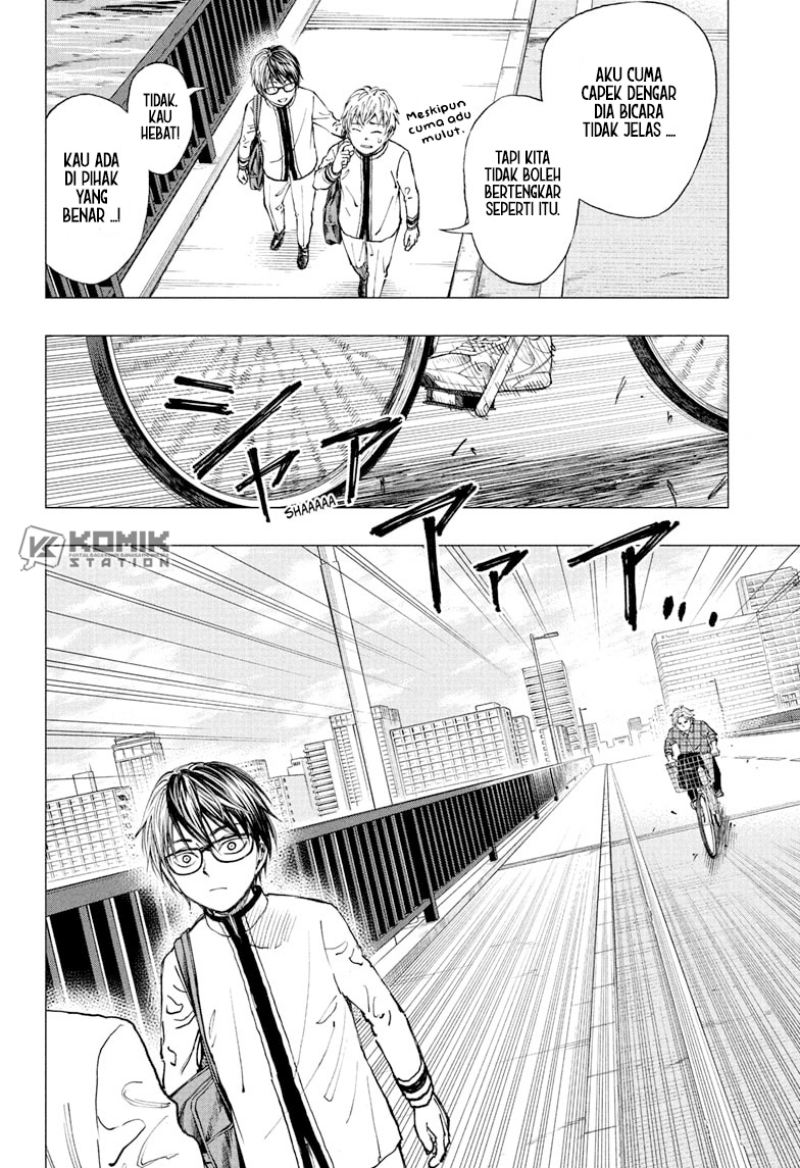 AKU CUMA
CAPEK DENGAR
DIA BICARA
TIDAK JELAS ....
TAPI KITA
TIDAK BOLEH
BERTENGKAR
SEPERTI ITU.
Meskipun
cuma adu
mulut.
TIDAK,
KAU
HEBAT!
KAU ADA
DI PIHAK
YANG
BENAR ...!
シャアア
SHAAAAA
アアア...
KOMIK
STATION